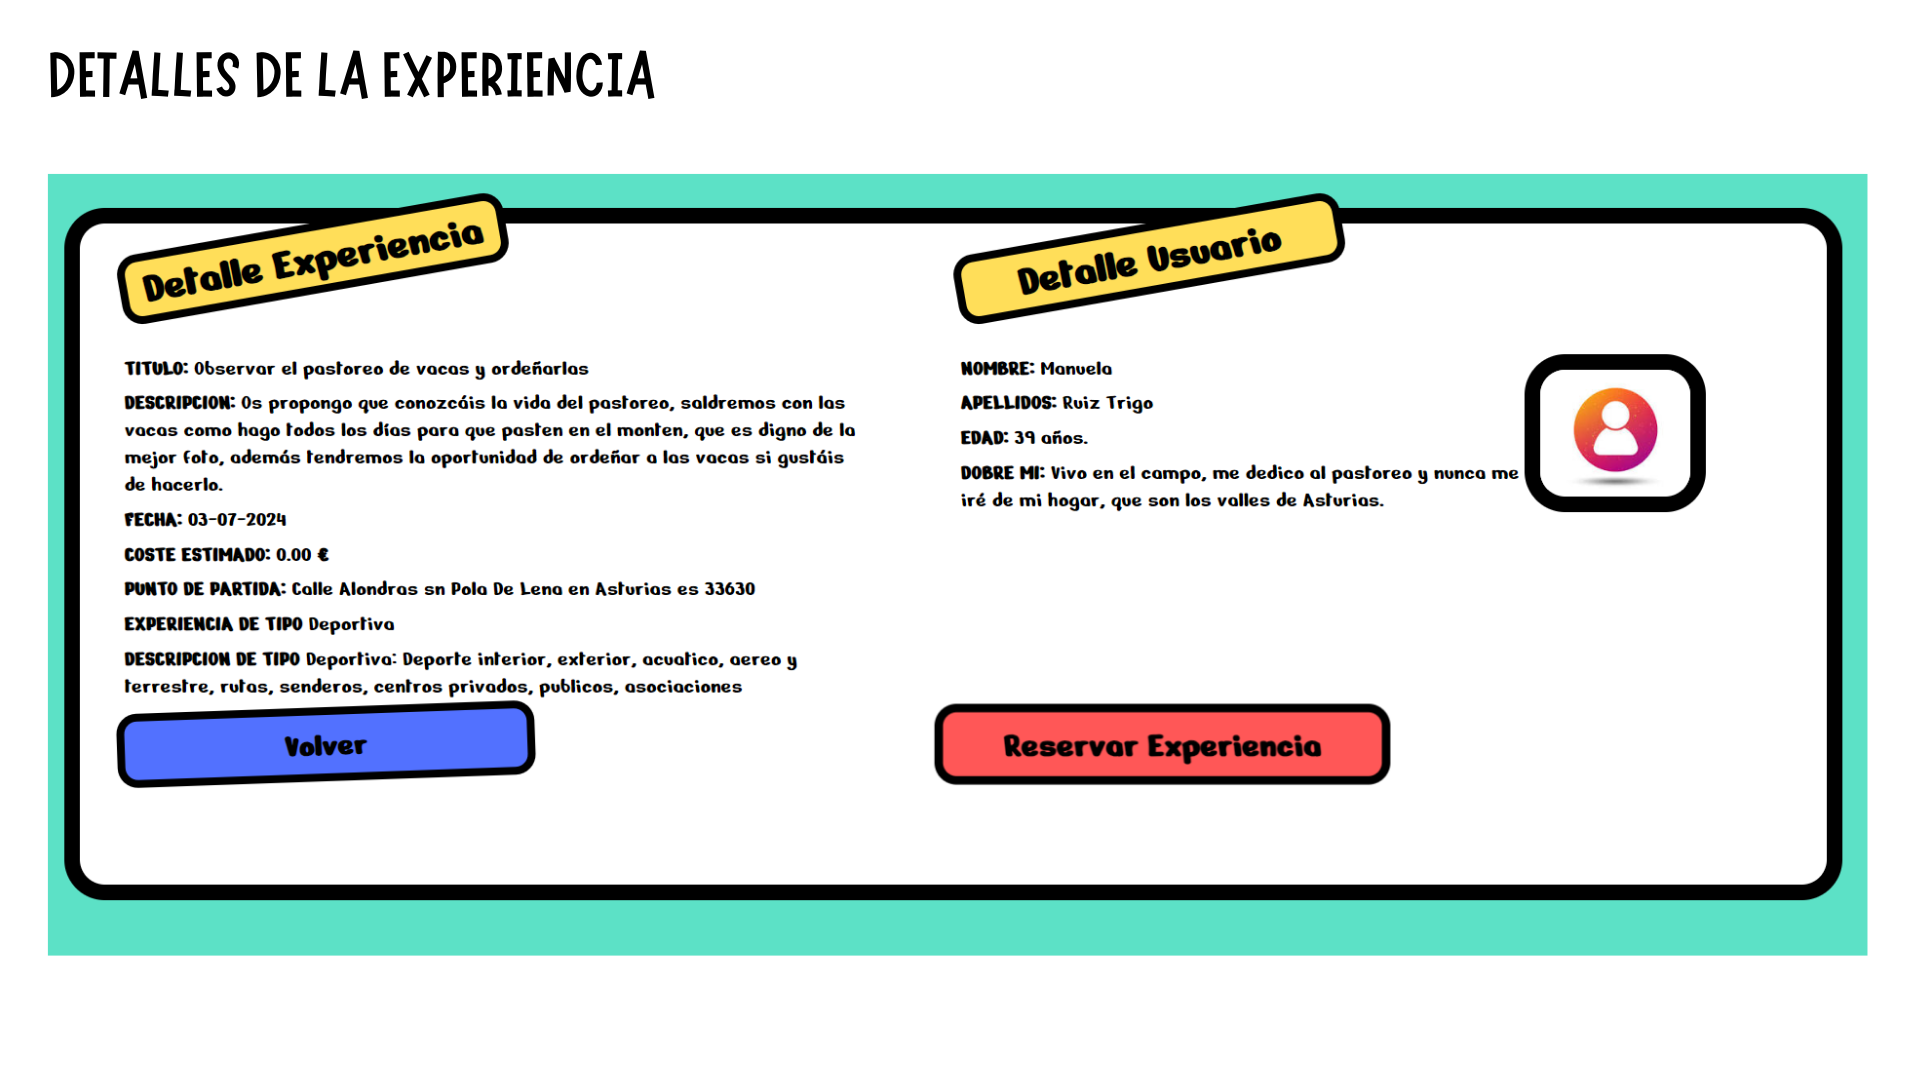 DETALLES DE LA EXPERIENCIA
Detalle Experiencia
TITULO: Observar el pastoreo de vacas y ordeñarlas
DESCRIPCION: Os propongo que conozcáis la vida del pastoreo, saldremos con las
vacas como hago todos los días para que pasten en el monten, que es digno de la
mejor foto, además tendremos la oportunidad de ordeñar a las vacas si gustáis
de hacerlo.
FECHA: 03-07-2024
COSTE ESTIMADO: 0.00 €
PUNTO DE PARTIDA: Calle Alondras sn Pola De Lena en Asturias es 33630
EXPERIENCIA DE TIPO Deportiva
DESCRIPCION DE TIPO Deportiva: Deporte interior, exterior, acuatico, aereo y
terrestre, rutas, senderos, centros privados, publicos, asociaciones
Volver
Detalle Usuario
NOMBRE: Manuela
APELLIDOS: Ruiz Trigo
EDAD: 39 años.
DOBRE MI: Vivo en el campo, me dedico al pastoreo y nunca me
iré de mi hogar, que son los valles de Asturias.
Reservar Experiencia